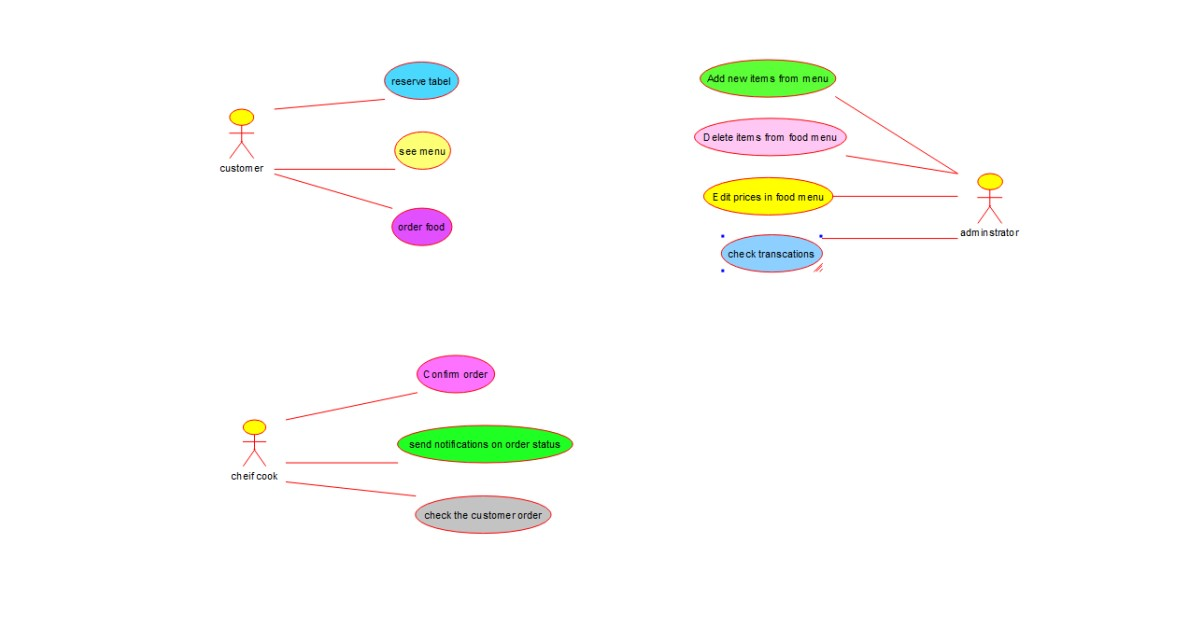 reserve tabel
see menu
customer
order food
Add new items from menu
Delete items from food menu
Edit prices in food menu
adminstrator
check transcations
Confirm order
send notifications on order status
cheif cook
check the customer order